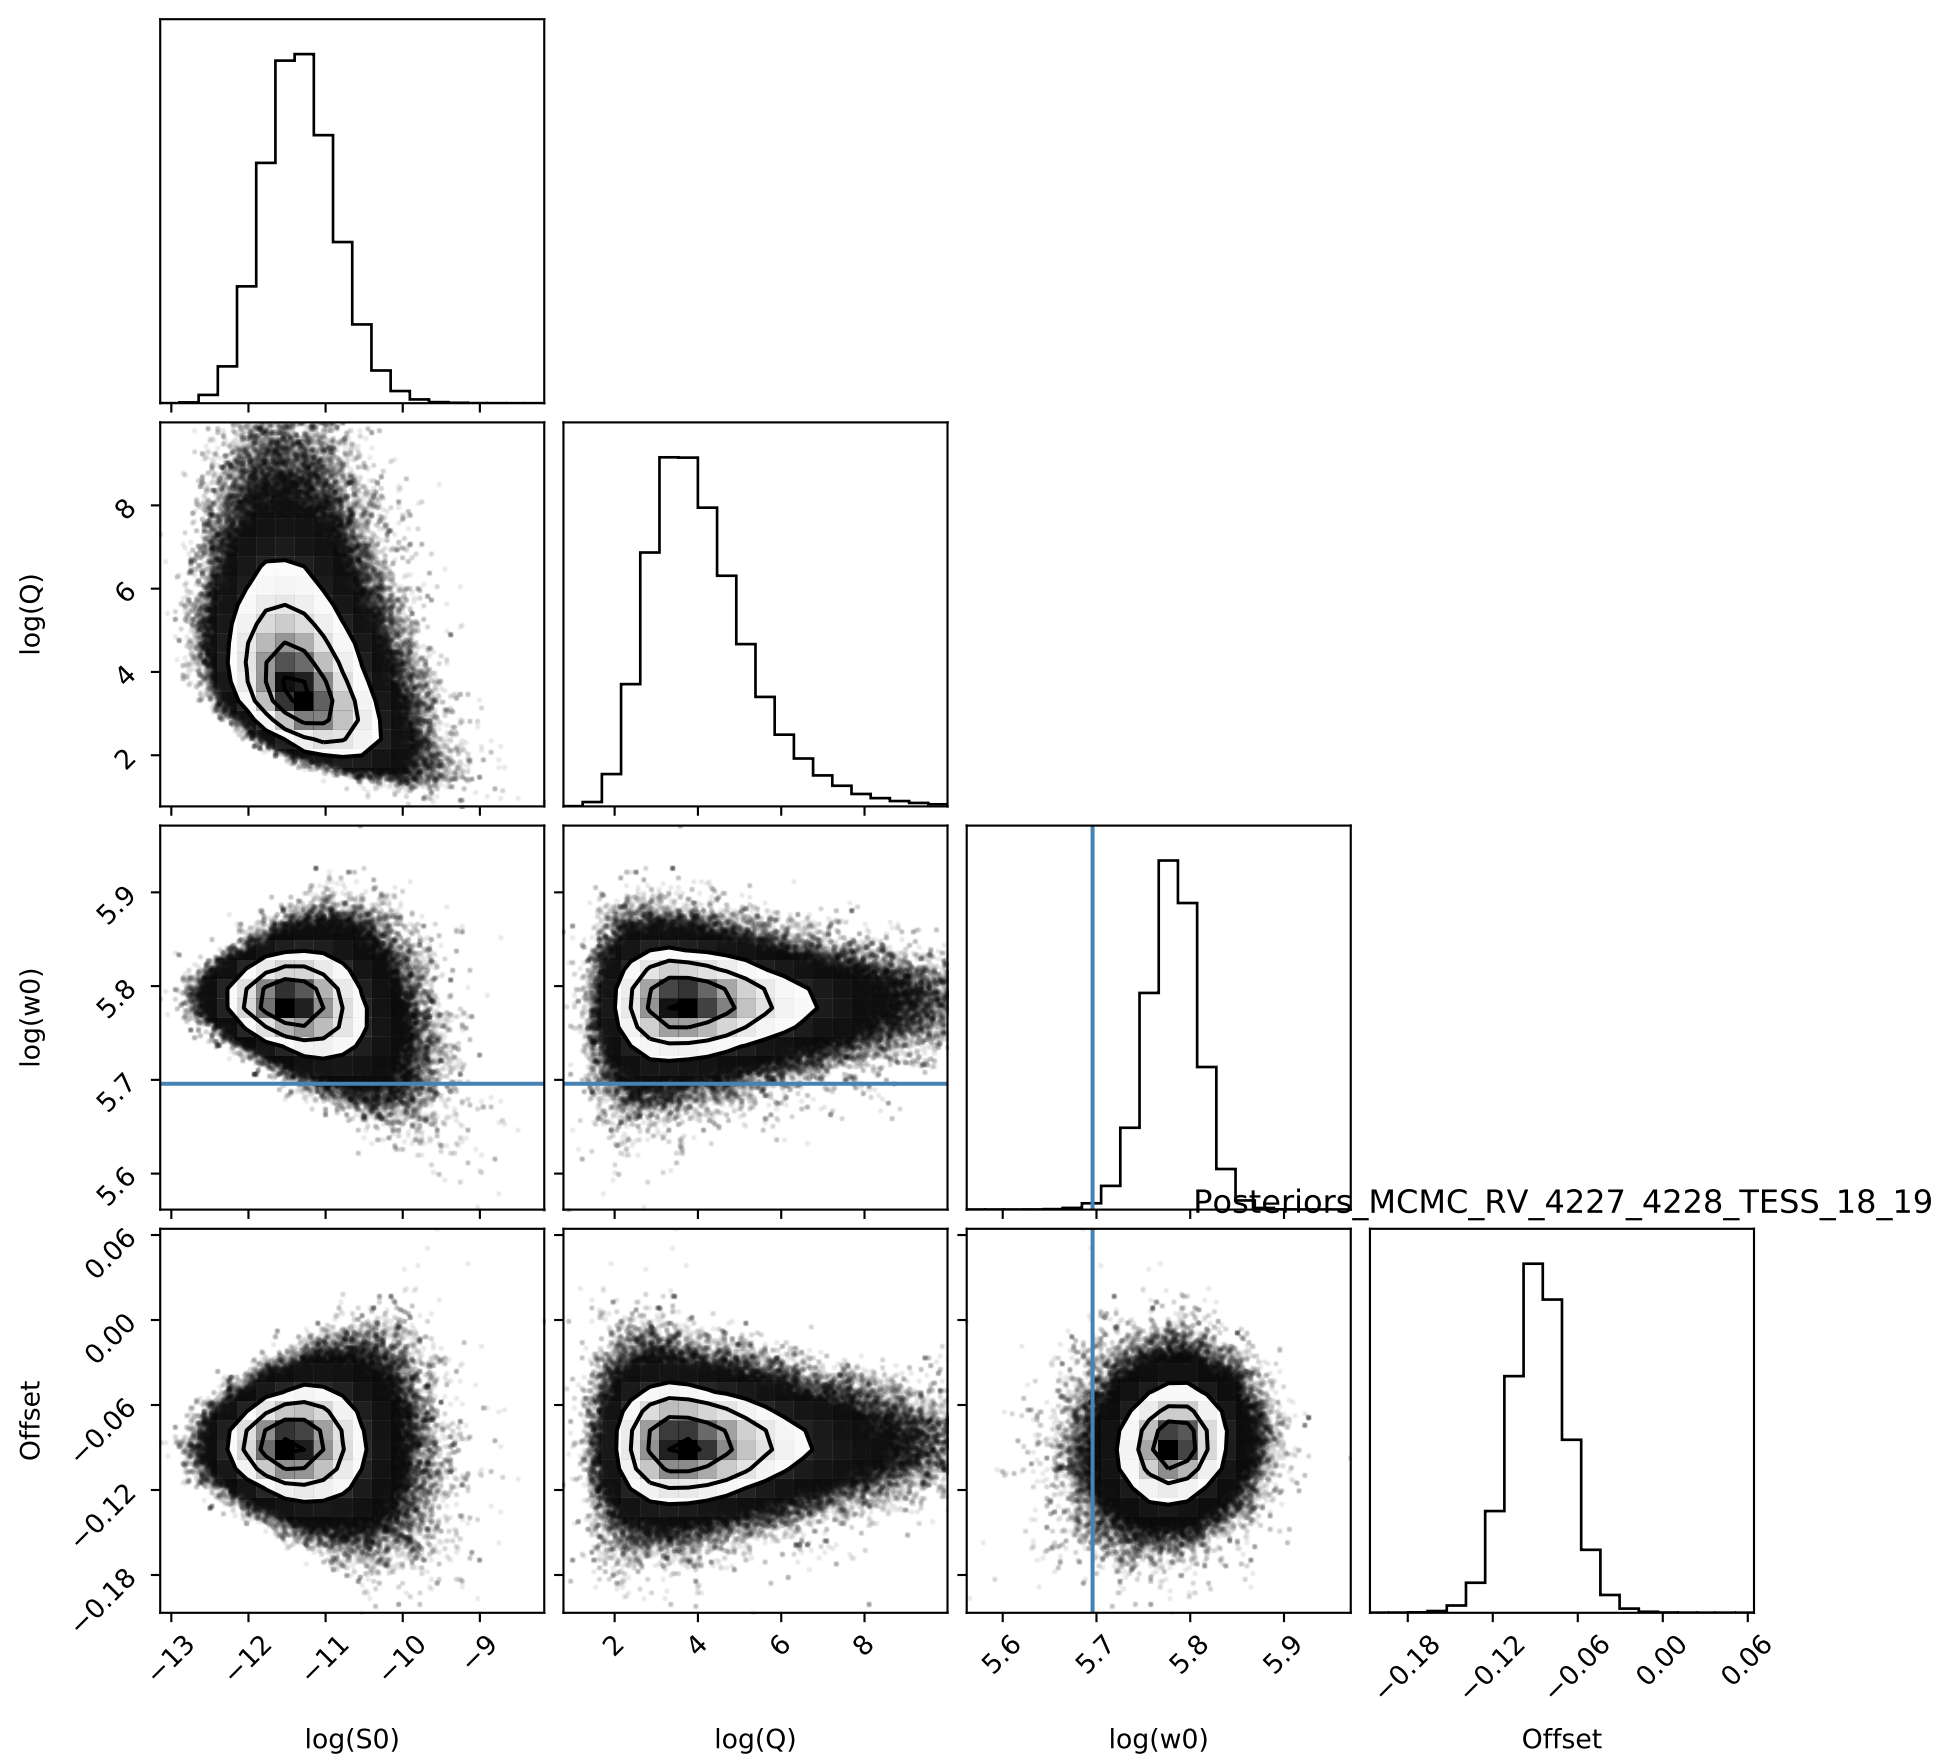 log(Q)
8
6
4
2
log(w0)
5.9
5.8
5.7
5.6
Posteriors_MCMC_RV_4227_4228_TESS_18_19
Offset
0.06
0.00
−0.06
−0.12
−0.18
−13 −12 −11 −10 −9
2 4 6 8
5.6 5.7 5.8 5.9
−0.18 −0.12 −0.06 0.00 0.06
log(S0) log(Q) log(w0) Offset